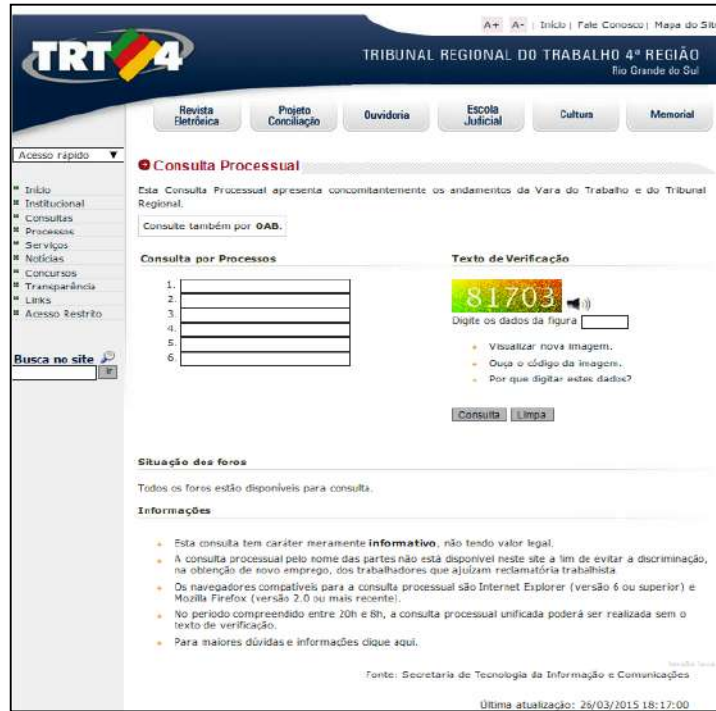 A+ A- | Início | Fale Conosco | Mapa do Sit
TRT 4
TRIBUNAL REGIONAL DO TRABALHO 4ª REGIÃO
Rio Grande do Sul
Revista Eletrônica
Projeto Conciliação
Ouvidoria
Escola Judicial
Cultura
Memorial
Acesso rápido
Início
Institucional
Consultas
Processos
Serviços
Notícias
Concursos
Transparência
Links
Acesso Restrito
Busca no site
Ir
Consulta Processual
Esta Consulta Processual apresenta concomitantemente os andamentos da Vara do Trabalho e do Tribunal
Regional.
Consulte também por OAB.
Consulta por Processos
1.
2.
3.
4.
5.
6.
Texto de Verificação
81703
Digite os dados da figura
Visualizar nova imagem.
Ouça o código da imagem.
Por que digitar estes dados?
Consulta Limpa
Situação dos foros
Todos os foros estão disponíveis para consulta.
Informações
Esta consulta tem caráter meramente informativo, não tendo valor legal.
A consulta processual pelo nome das partes não está disponível neste site a fim de evitar a discriminação,
na obtenção de novo emprego, dos trabalhadores que ajuizam reclamatória trabalhista
Os navegadores compatíveis para a consulta processual são Internet Explorer (versão 6 ou superior) e
Mozilla Firefox (versão 2.0 ou mais recente).
No período compreendido entre 20h e 8h, a consulta processual unificada poderá ser realizada sem o
texto de verificação.
Para maiores dúvidas e informações clique aqui.
Fonte: Secretaria de Tecnologia da Informação e Comunicações
Última atualização: 26/03/2015 18:17:00